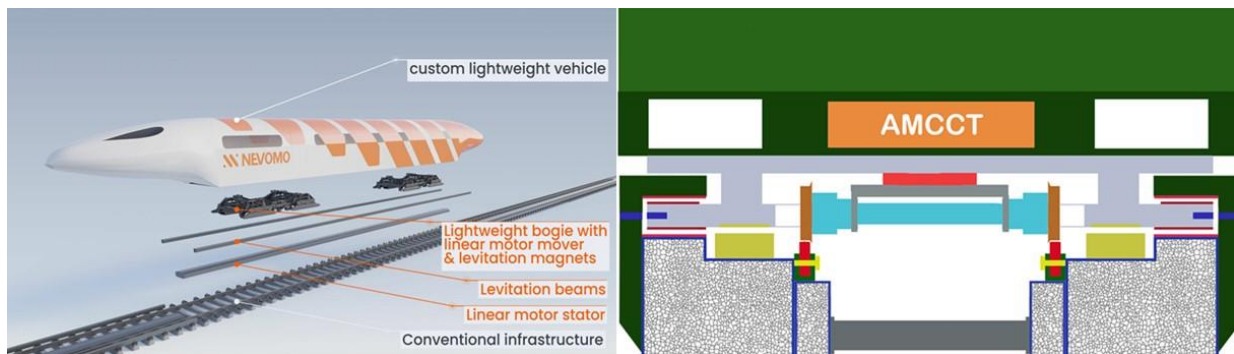 custom lightweight vehicle
NEVOMO
Lightweight bogie with
linear motor mover
& levitation magnets
Levitation beams
Linear motor stator
Conventional infrastructure
AMCCT